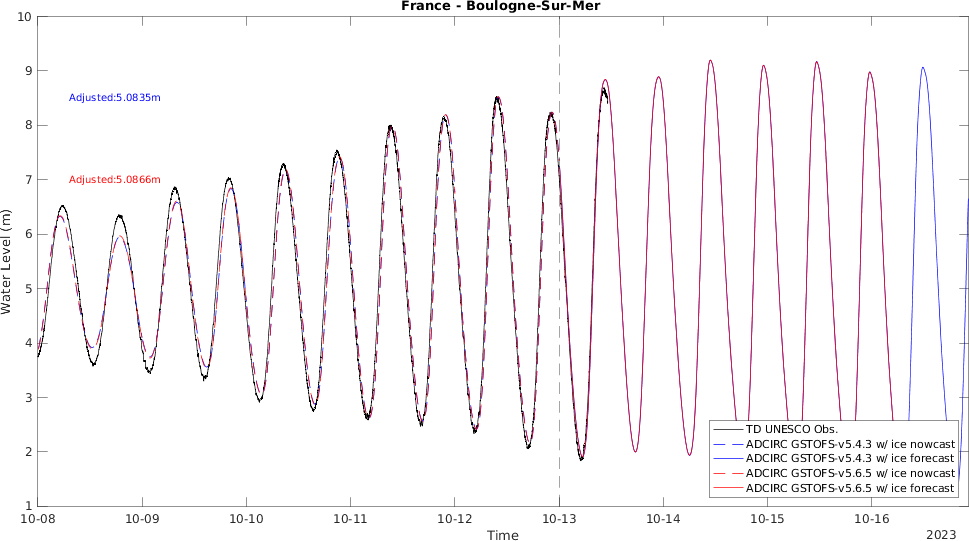 France - Boulogne-Sur-Mer
10
9
8
7
6
5
4
3
2
1
Water Level (m)
Adjusted:5.0835m
Adjusted:5.0866m
TD UNESCO Obs.
ADCIRC GSTOFS-v5.4.3 w/ ice nowcast
ADCIRC GSTOFS-v5.4.3 w/ ice forecast
ADCIRC GSTOFS-v5.6.5 w/ ice nowcast
ADCIRC GSTOFS-v5.6.5 w/ ice forecast
10-08 10-09 10-10 10-11 10-12 10-13 10-14 10-15 10-16
Time
2023